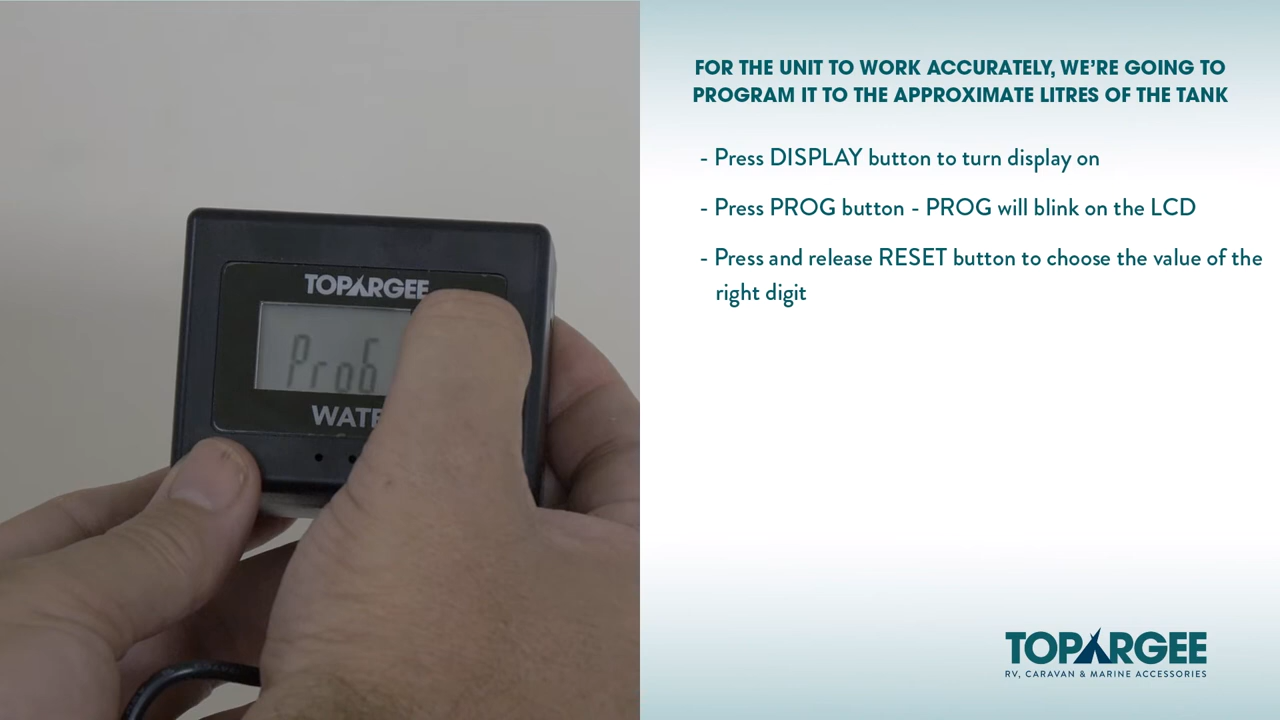 TOPARGEE
ProG
WATE
FOR THE UNIT TO WORK ACCURATELY, WE'RE GOING TO
PROGRAM IT TO THE APPROXIMATE LITRES OF THE TANK
- Press DISPLAY button to turn display on
- Press PROG button - PROG will blink on the LCD
- Press and release RESET button to choose the value of the
right digit
TOPARGEE
RV, CARAVAN & MARINE ACCESSORIES